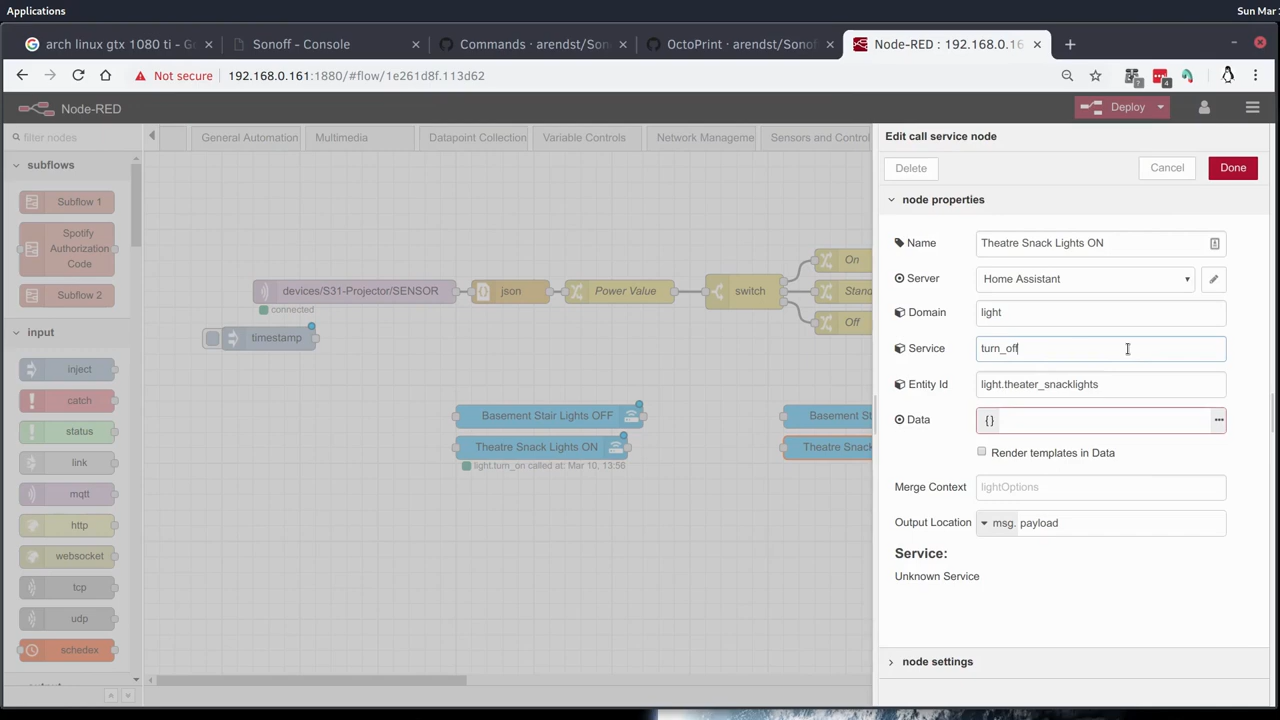 Applications
Sun Mar
arch linux gtx 1080 ti - Go
Sonoff - Console
Commands · arendst/Son
OctoPrint · arendst/Sonof
Node-RED : 192.168.0.16
Not secure
192.168.0.161:1880/#flow/1e261d8f.113d62
7
4
Node-RED
Deploy
filter nodes
General Automation
Multimedia
Datapoint Collection
Variable Controls
Network Manageme
Sensors and Control
subflows
Subflow 1
Spotify
Authorization
Code
Subflow 2
input
inject
catch
status
link
mqtt
http
websocket
tcp
udp
schedex
devices/S31-Projector/SENSOR
connected
json
Power Value
switch
On
Stand
Off
timestamp
Basement Stair Lights OFF
Theatre Snack Lights ON
light.turn_on called at: Mar 10, 13:56
Basement St
Theatre Snac
Edit call service node
Delete
Cancel
Done
node properties
Name
Theatre Snack Lights ON
Server
Home Assistant
Domain
light
Service
turn_off
Entity Id
light.theater_snacklights
Data
{ }
Render templates in Data
Merge Context
lightOptions
Output Location
msg. payload
Service:
Unknown Service
node settings